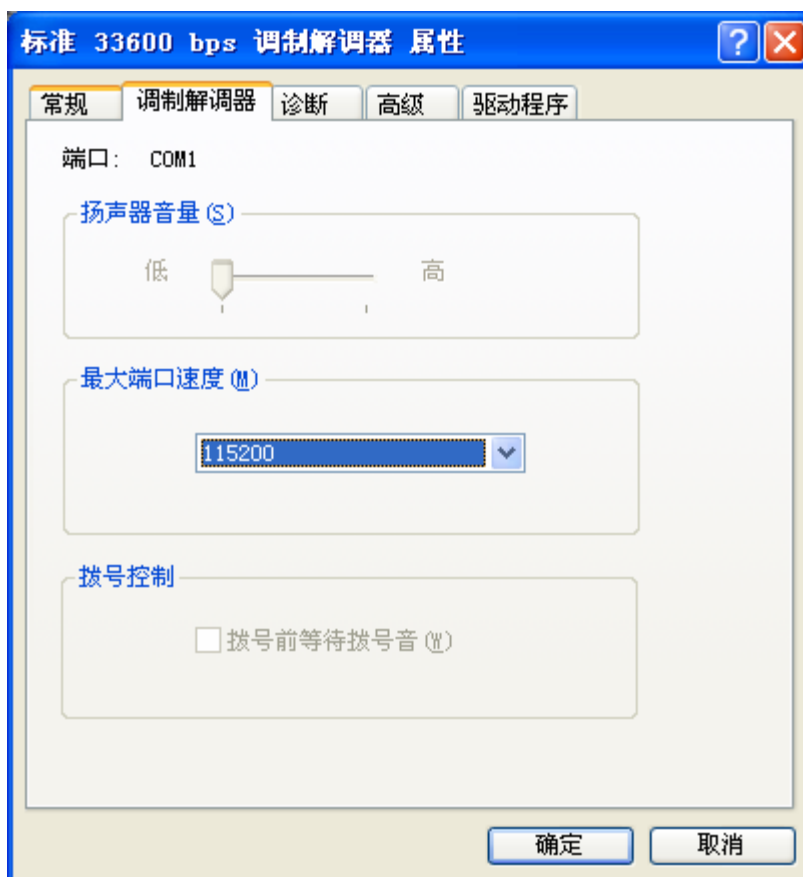 标准 33600 bps 调制解调器 属性
常规 调制解调器 诊断 高级 驱动程序
端口: COM1
扬声器音量(S)
低 高
最大端口速度(M)
115200
拨号控制
拨号前等待拨号音(W)
确定 取消